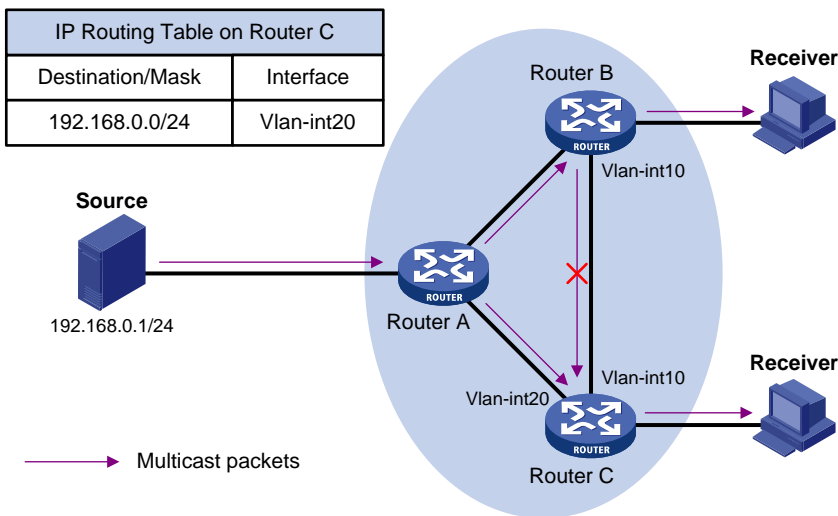 IP Routing Table on Router C
Destination/Mask Interface
192.168.0.0/24 Vlan-int20
Router B
Receiver
ROUTER
Vlan-int10
Source
192.168.0.1/24
ROUTER
Router A
Vlan-int10
Receiver
Vlan-int20
ROUTER
Router C
Multicast packets